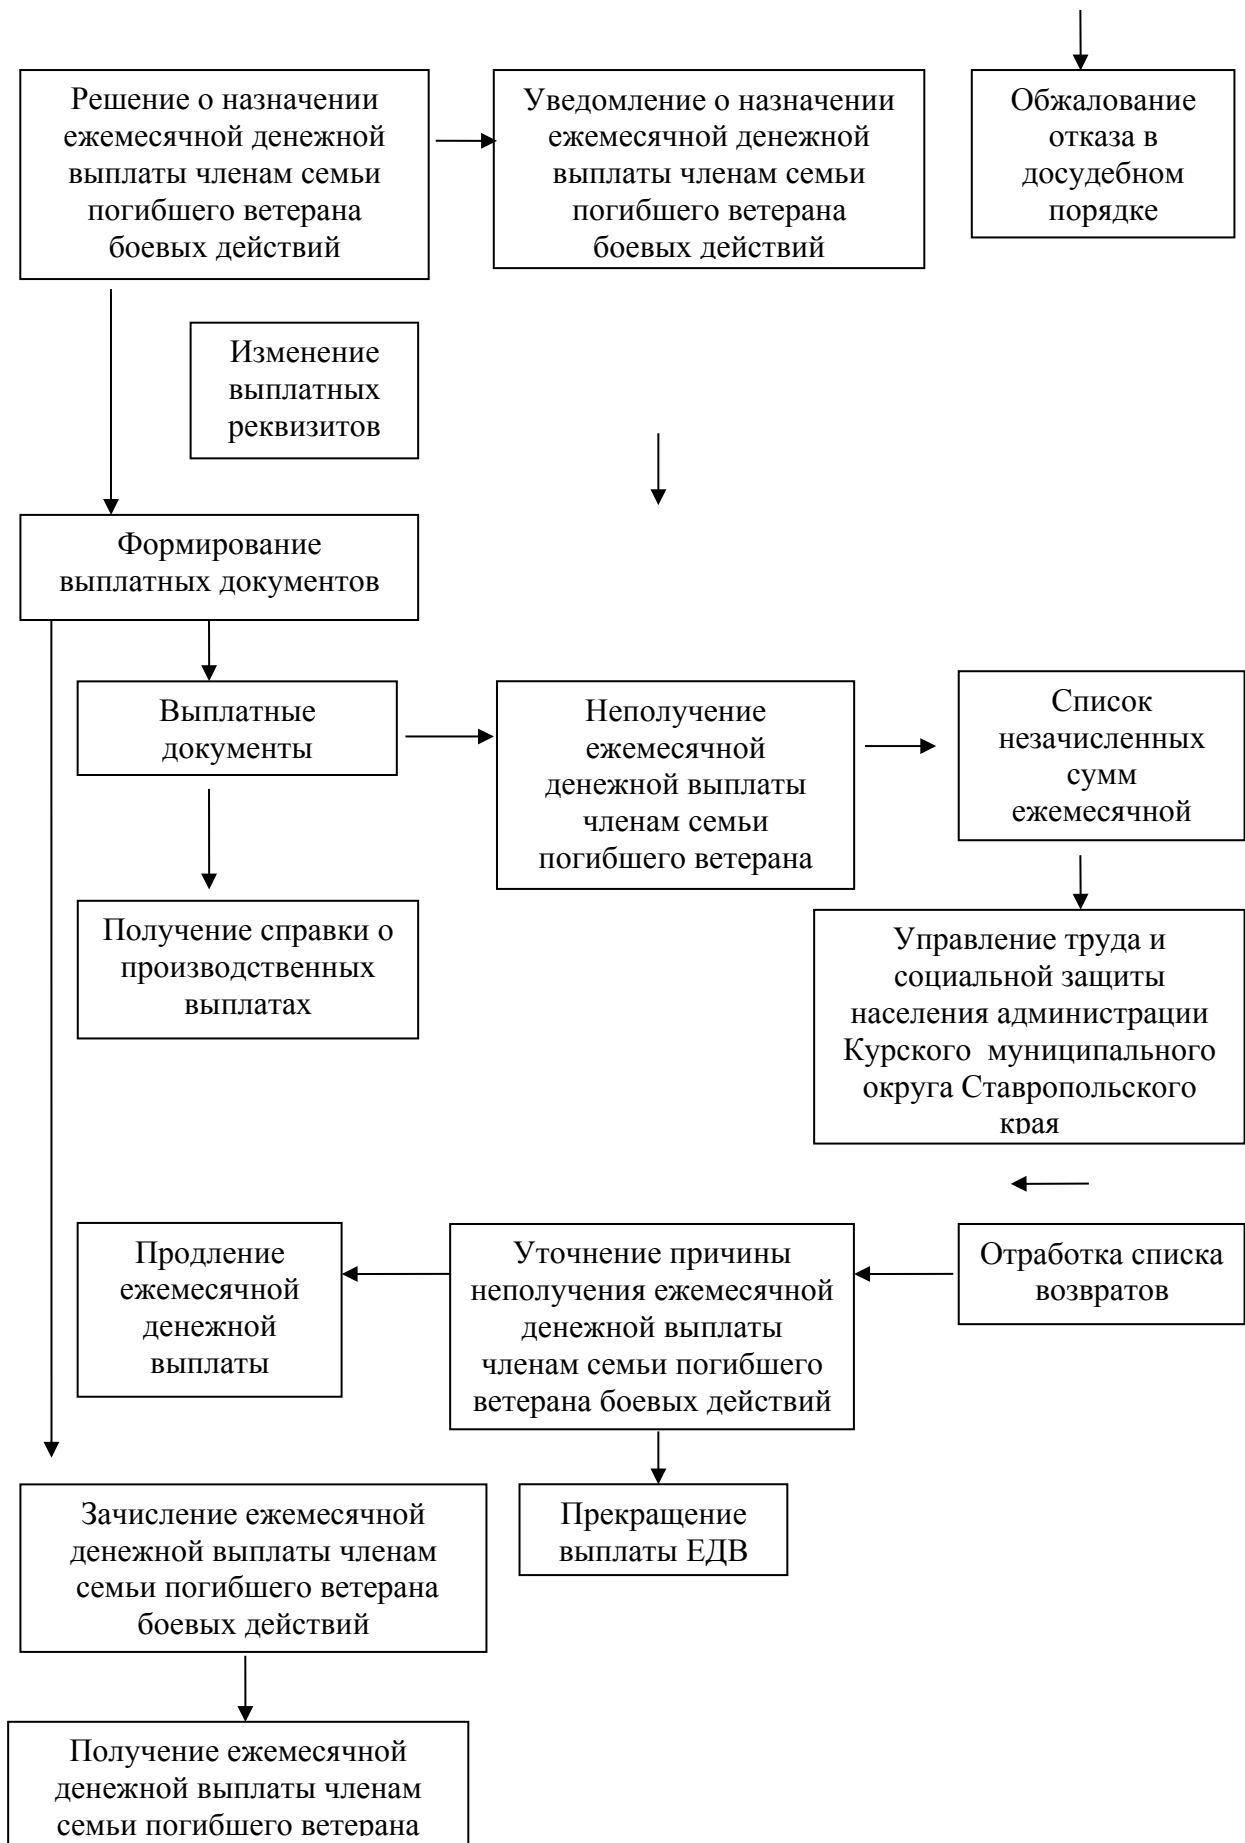 Решение о назначении
ежемесячной денежной
выплаты членам семьи
погибшего ветерана
боевых действий
Уведомление о назначении
ежемесячной денежной
выплаты членам семьи
погибшего ветерана
боевых действий
Обжалование
отказа в
досудебном
порядке
Изменение
выплатных
реквизитов
Формирование
выплатных документов
Выплатные
документы
Неполучение
ежемесячной
денежной выплаты
членам семьи
погибшего ветерана
Список
незачисленных
сумм
ежемесячной
Получение справки о
производственных
выплатах
Управление труда и
социальной защиты
населения администрации
Курского муниципального
округа Ставропольского
края
Продление
ежемесячной
денежной
выплаты
Уточнение причины
неполучения ежемесячной
денежной выплаты
членам семьи погибшего
ветерана боевых действий
Отработка списка
возвратов
Зачисление ежемесячной
денежной выплаты членам
семьи погибшего ветерана
боевых действий
Прекращение
выплаты ЕДВ
Получение ежемесячной
денежной выплаты членам
семьи погибшего ветерана